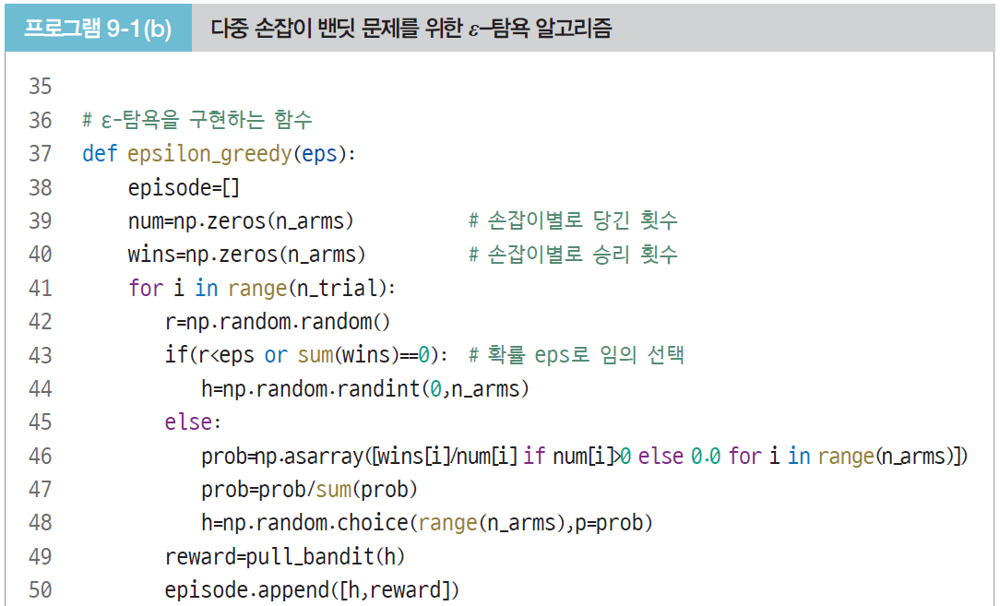 프로그램 9-1(b) 다중 손잡이 밴딧 문제를 위한 ε-탐욕 알고리즘
35
36 # ε-탐욕을 구현하는 함수
37 def epsilon_greedy(eps):
38     episode=[]
39     num=np.zeros(n_arms)          # 손잡이별로 당긴 횟수
40     wins=np.zeros(n_arms)         # 손잡이별로 승리 횟수
41     for i in range(n_trial):
42         r=np.random.random()
43         if(r<eps or sum(wins)==0):  # 확률 eps로 임의 선택
44             h=np.random.randint(0,n_arms)
45         else:
46             prob=np.asarray([wins[i]/num[i] if num[i]>0 else 0.0 for i in range(n_arms)])
47             prob=prob/sum(prob)
48             h=np.random.choice(range(n_arms),p=prob)
49         reward=pull_bandit(h)
50         episode.append([h,reward])